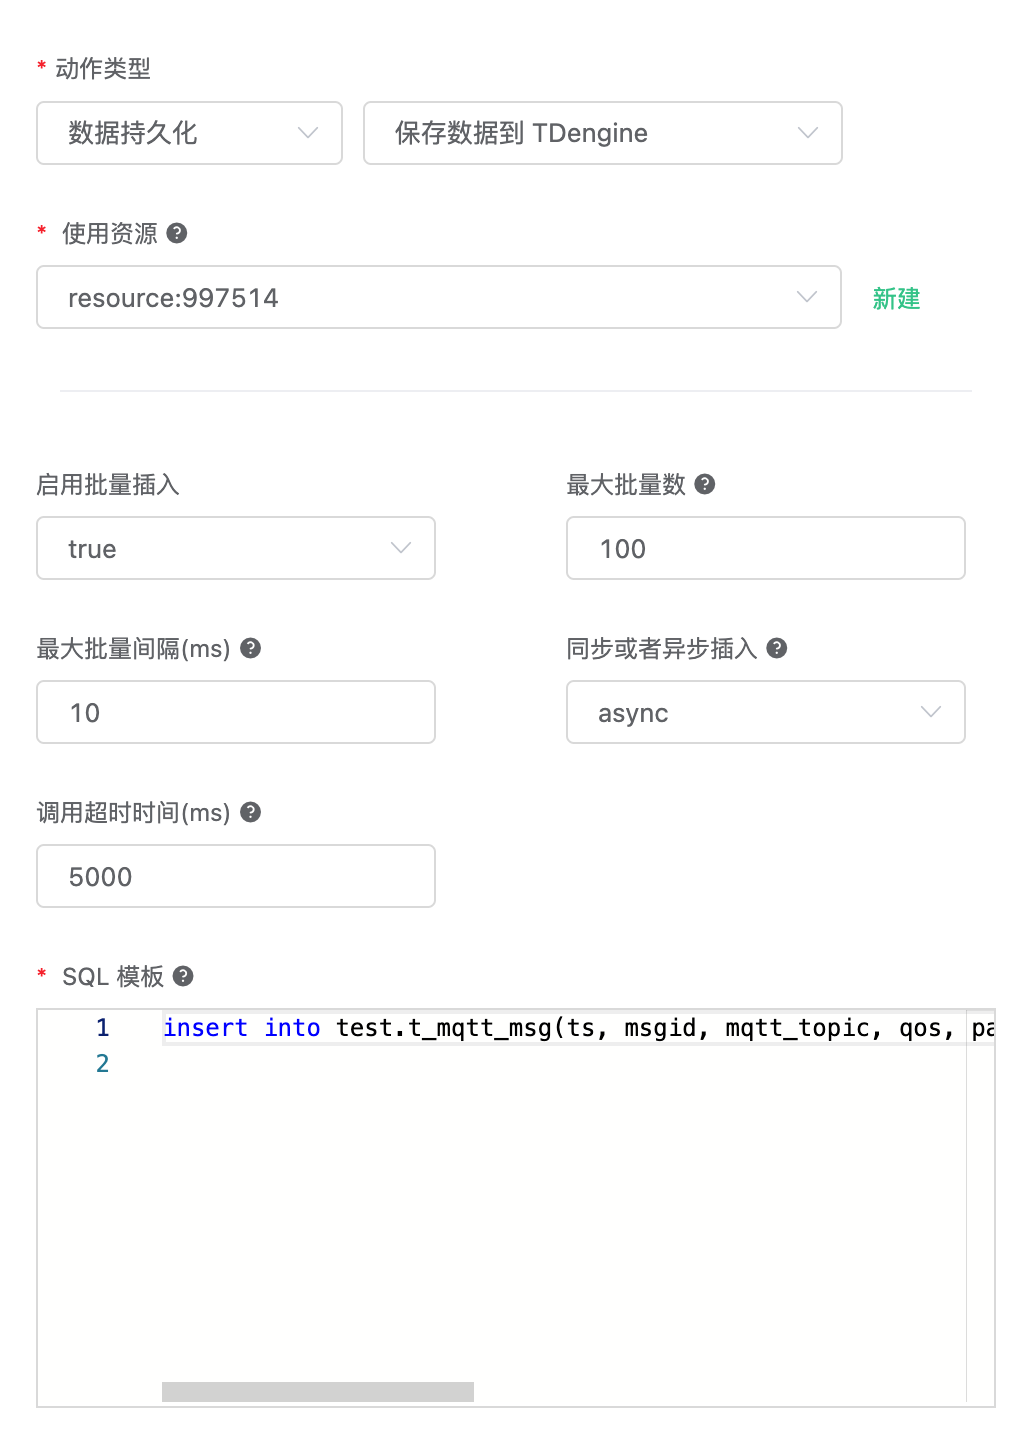 * 动作类型
数据持久化 保存数据到 TDengine
* 使用资源
resource:997514 新建
启用批量插入 最大批量数
true 100
最大批量间隔(ms) 同步或者异步插入
10 async
调用超时时间(ms)
5000
* SQL 模板
1 insert into test.t_mqtt_msg(ts, msgid, mqtt_topic, qos, pa
2